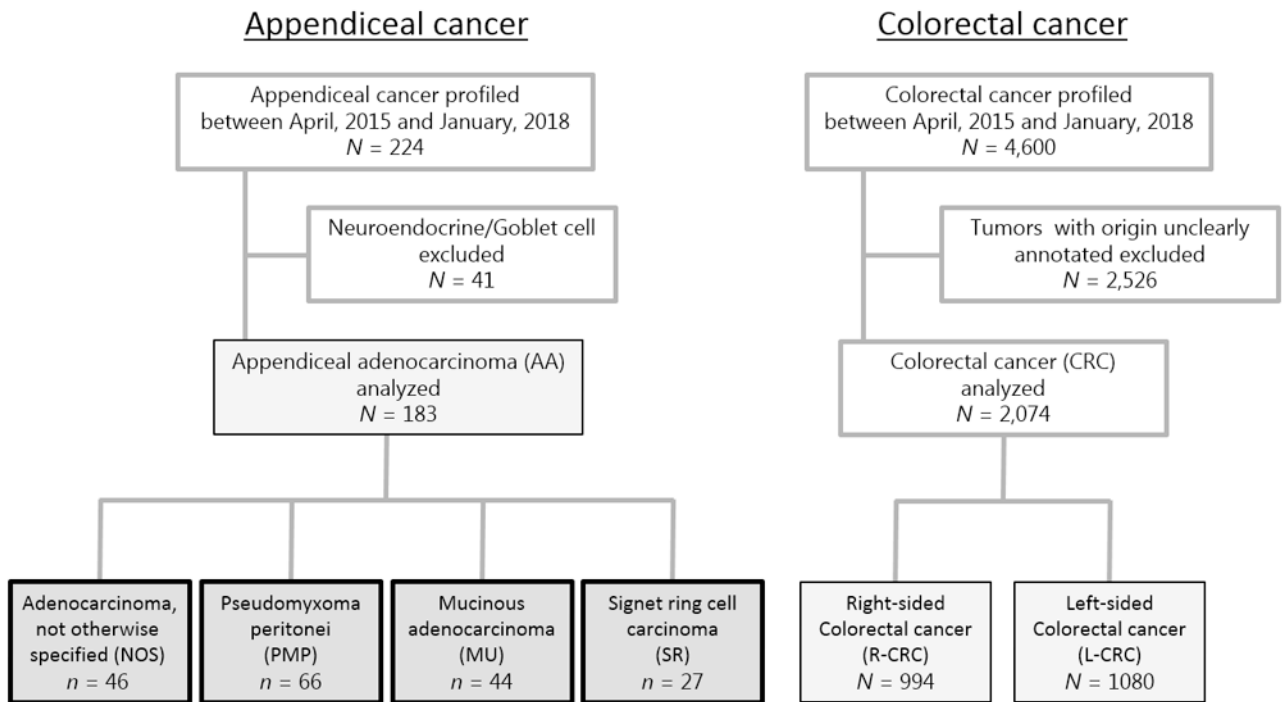 Appendiceal cancer
Appendiceal cancer profiled
between April, 2015 and January, 2018
N = 224
Neuroendocrine/Goblet cell
excluded
N = 41
Appendiceal adenocarcinoma (AA)
analyzed
N = 183
Adenocarcinoma,
not otherwise
specified (NOS)
n = 46
Pseudomyxoma
peritonei
(PMP)
n = 66
Mucinous
adenocarcinoma
(MU)
n = 44
Signet ring cell
carcinoma
(SR)
n = 27
Colorectal cancer
Colorectal cancer profiled
between April, 2015 and January, 2018
N = 4,600
Tumors with origin unclearly
annotated excluded
N = 2,526
Colorectal cancer (CRC)
analyzed
N = 2,074
Right-sided
Colorectal cancer
(R-CRC)
N = 994
Left-sided
Colorectal cancer
(L-CRC)
N = 1080